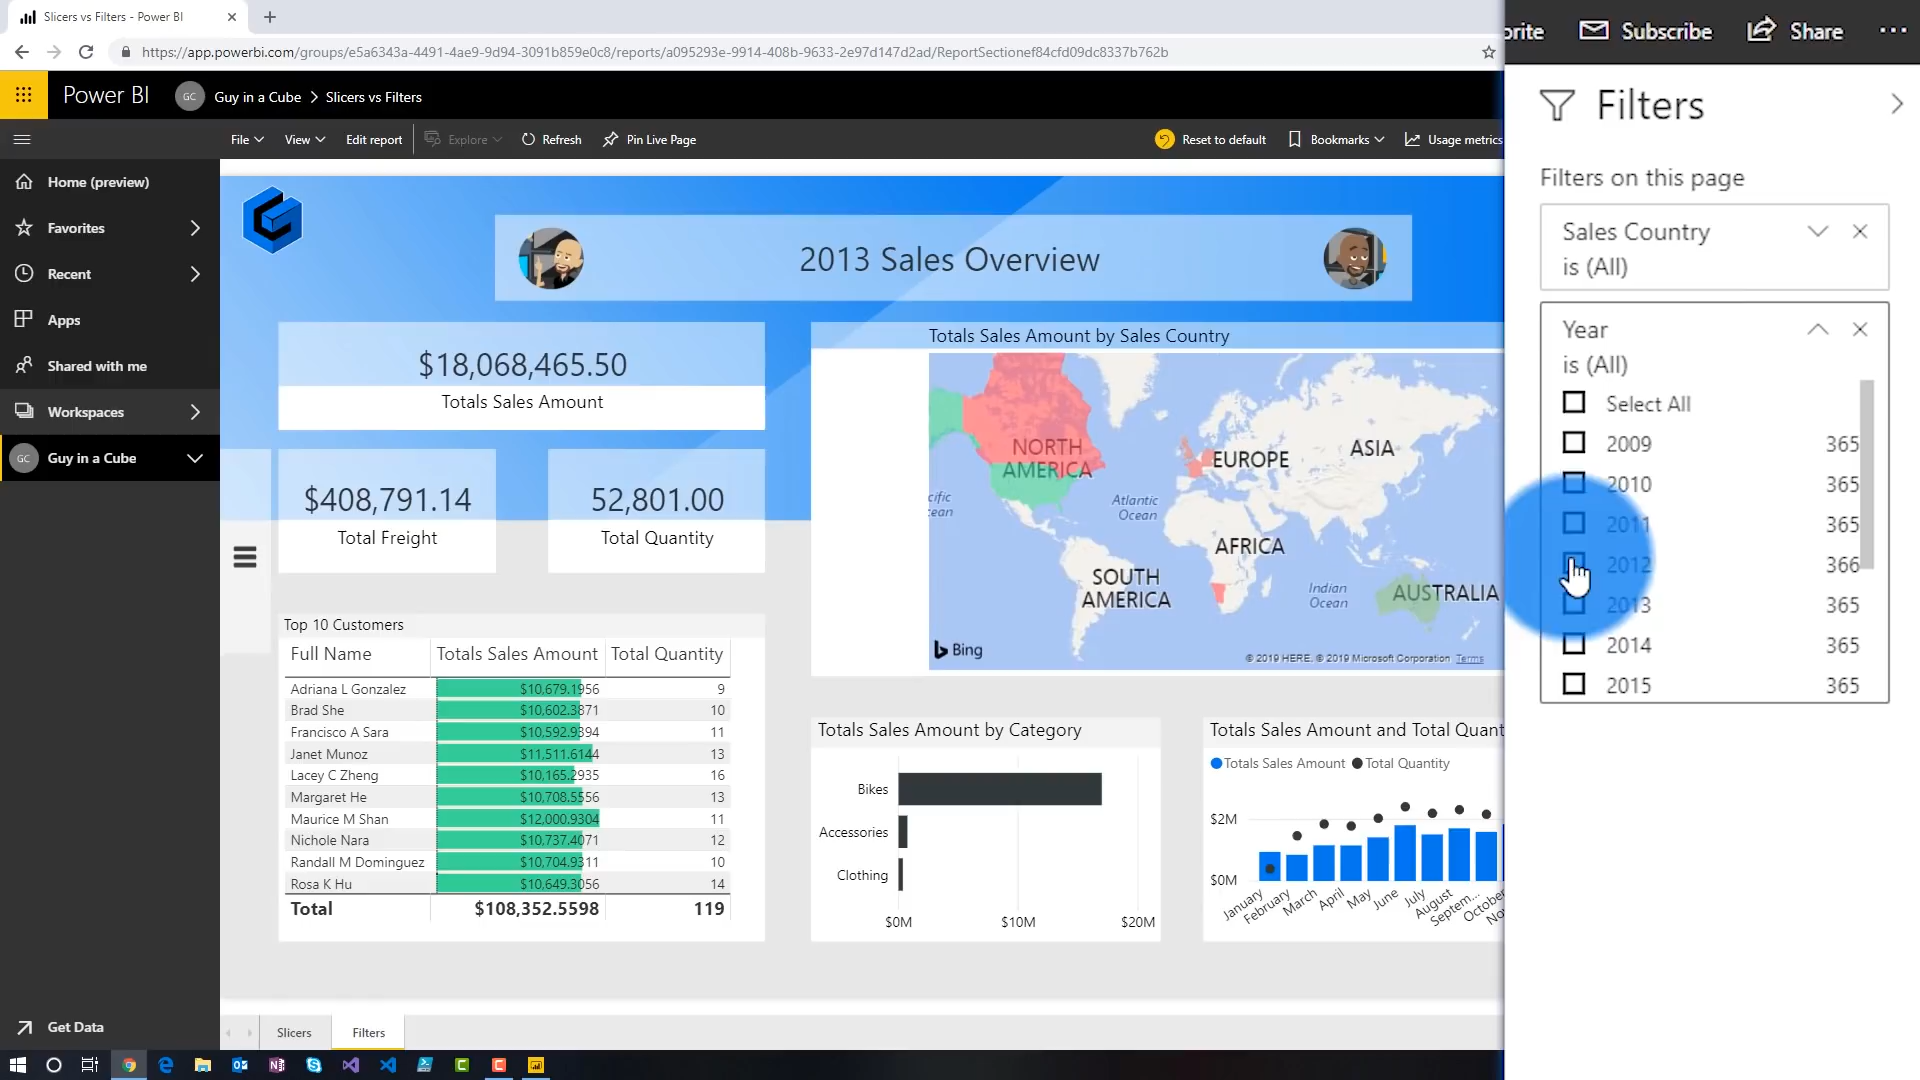 Slicers vs Filters - Power BI
https://app.powerbi.com/groups/e5a6343a-4491-4ae9-9d94-3091b859e0c8/reports/a095293e-9914-408b-9633-2e97d147d2ad/ReportSectionef84cfd09dc8337b762b
Power BI
GC
Guy in a Cube > Slicers vs Filters
File
View
Edit report
Explore
Refresh
Pin Live Page
Reset to default
Bookmarks
Usage metrics
Home (preview)
Favorites
Recent
Apps
Shared with me
Workspaces
GC
Guy in a Cube
Get Data
2013 Sales Overview
$18,068,465.50
Totals Sales Amount
$408,791.14
Total Freight
52,801.00
Total Quantity
Top 10 Customers
Full Name Totals Sales Amount Total Quantity
Adriana L Gonzalez $10,679.1956 9
Brad She $10,602.3871 10
Francisco A Sara $10,592.9394 11
Janet Munoz $11,511.6144 13
Lacey C Zheng $10,165.2935 16
Margaret He $10,708.5556 13
Maurice M Shan $12,000.9304 11
Nichole Nara $10,737.4071 12
Randall M Dominguez $10,704.9311 10
Rosa K Hu $10,649.3056 14
Total $108,352.5598 119
Totals Sales Amount by Sales Country
NORTH
AMERICA
EUROPE
ASIA
cific
cean
Atlantic
Ocean
AFRICA
SOUTH
AMERICA
Indian
Ocean
AUSTRALIA
Bing
© 2019 HERE, © 2019 Microsoft Corporation Terms
Totals Sales Amount by Category
Bikes
Accessories
Clothing
$0M $10M $20M
Totals Sales Amount and Total Quant
Totals Sales Amount Total Quantity
$2M
$0M
January
February
March
April
May
June
July
August
Septem...
October
No
Slicers
Filters
orite
Subscribe
Share
Filters
Filters on this page
Sales Country
is (All)
Year
is (All)
Select All
2009 365
2010 365
2011 365
2012 366
2013 365
2014 365
2015 365